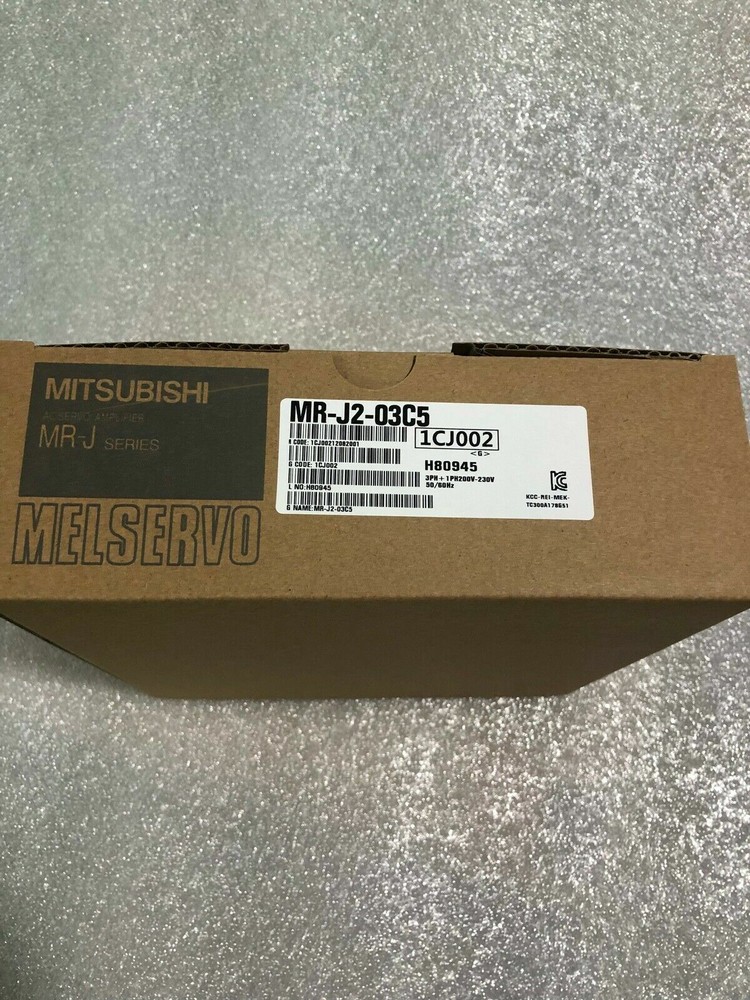 MITSUBISHI
AC SERVO AMPLIFIER
MR-J SERIES
MELSERVO
MR-J2-03C5
1CJ002
<G>
K CODE: 1CJ00212082001
G CODE: 1CJ002
H80945
3PH+1PH200V-230V
50/60Hz
L NO:H80945
G NAME:MR-J2-03C5
KCC-REI-MEK-
TC300A178G51